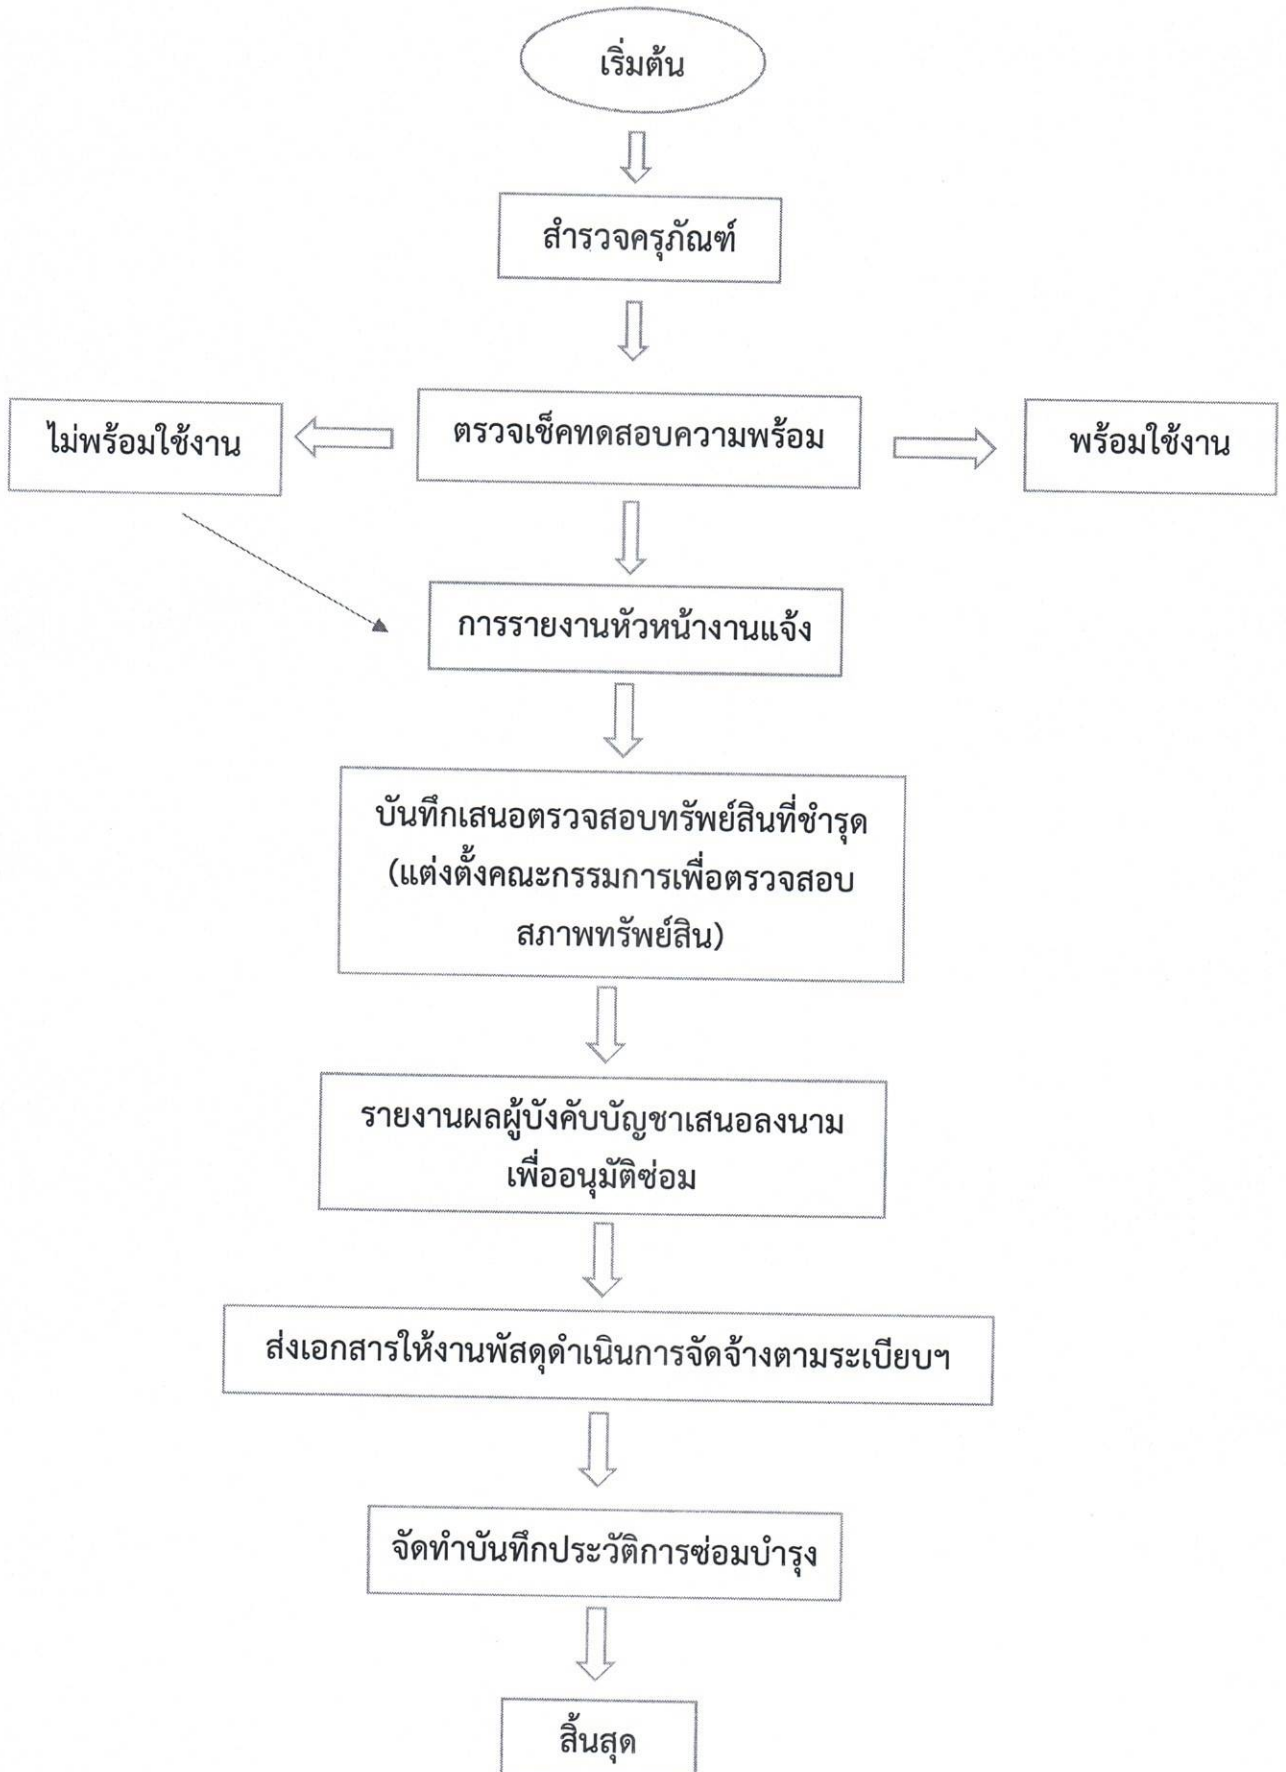 เริ่มต้น
สำรวจครุภัณฑ์
ไม่พร้อมใช้งาน
ตรวจเช็คทดสอบความพร้อม
พร้อมใช้งาน
การรายงานหัวหน้างานแจ้ง
บันทึกเสนอตรวจสอบทรัพย์สินที่ชำรุด
(แต่งตั้งคณะกรรมการเพื่อตรวจสอบ
สภาพทรัพย์สิน)
รายงานผลผู้บังคับบัญชาเสนอลงนาม
เพื่ออนุมัติซ่อม
ส่งเอกสารให้งานพัสดุดำเนินการจัดจ้างตามระเบียบฯ
จัดทำบันทึกประวัติการซ่อมบำรุง
สิ้นสุด